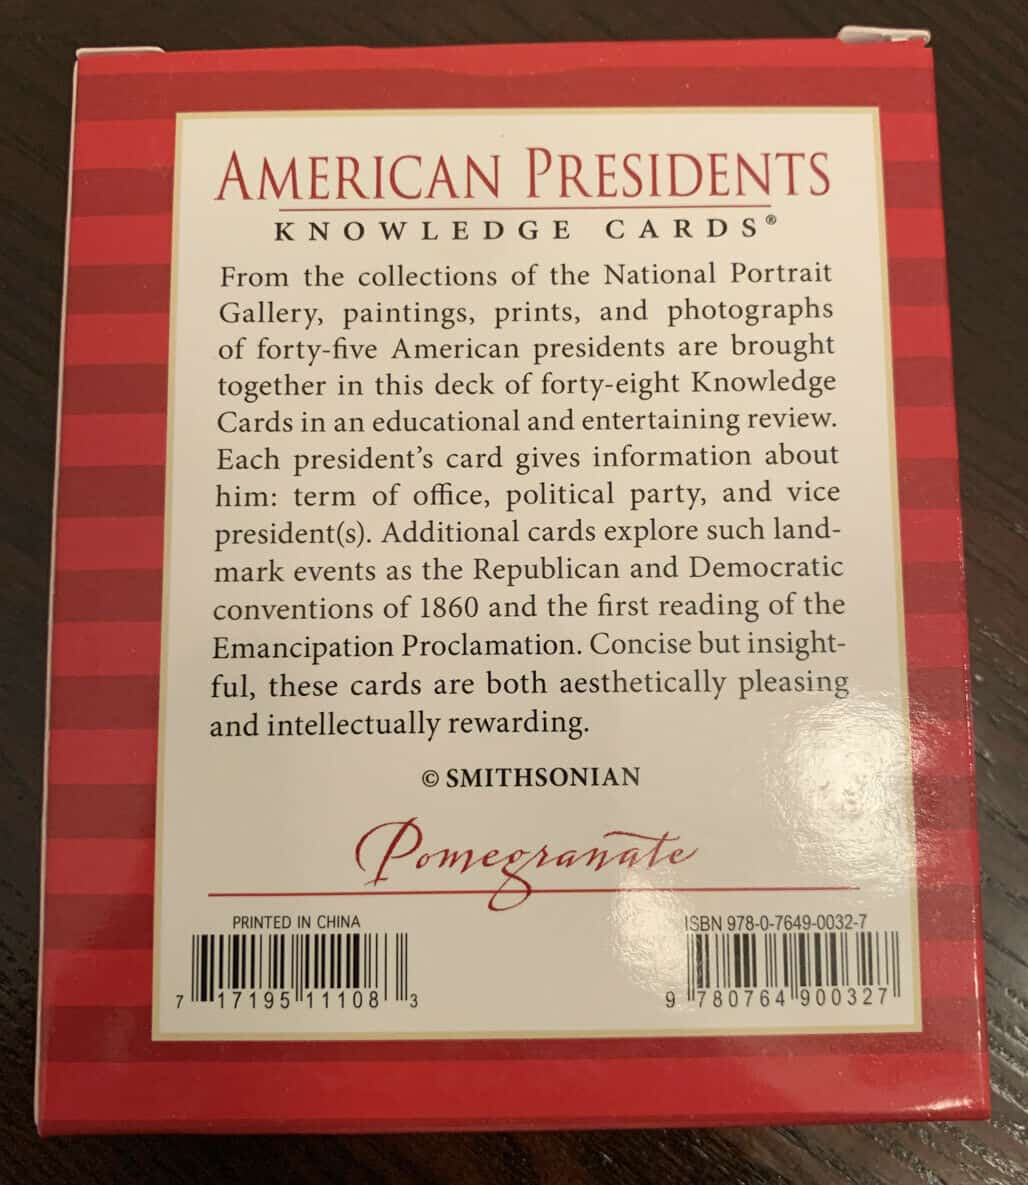 AMERICAN PRESIDENTS
KNOWLEDGE CARDS®
From the collections of the National Portrait
Gallery, paintings, prints, and photographs
of forty-five American presidents are brought
together in this deck of forty-eight Knowledge
Cards in an educational and entertaining review.
Each president's card gives information about
him: term of office, political party, and vice
president(s). Additional cards explore such land-
mark events as the Republican and Democratic
conventions of 1860 and the first reading of the
Emancipation Proclamation. Concise but insight-
ful, these cards are both aesthetically pleasing
and intellectually rewarding.
© SMITHSONIAN
Pomegranate
PRINTED IN CHINA
7 17195 11108 3
ISBN 978-0-7649-0032-7
9 780764 900327